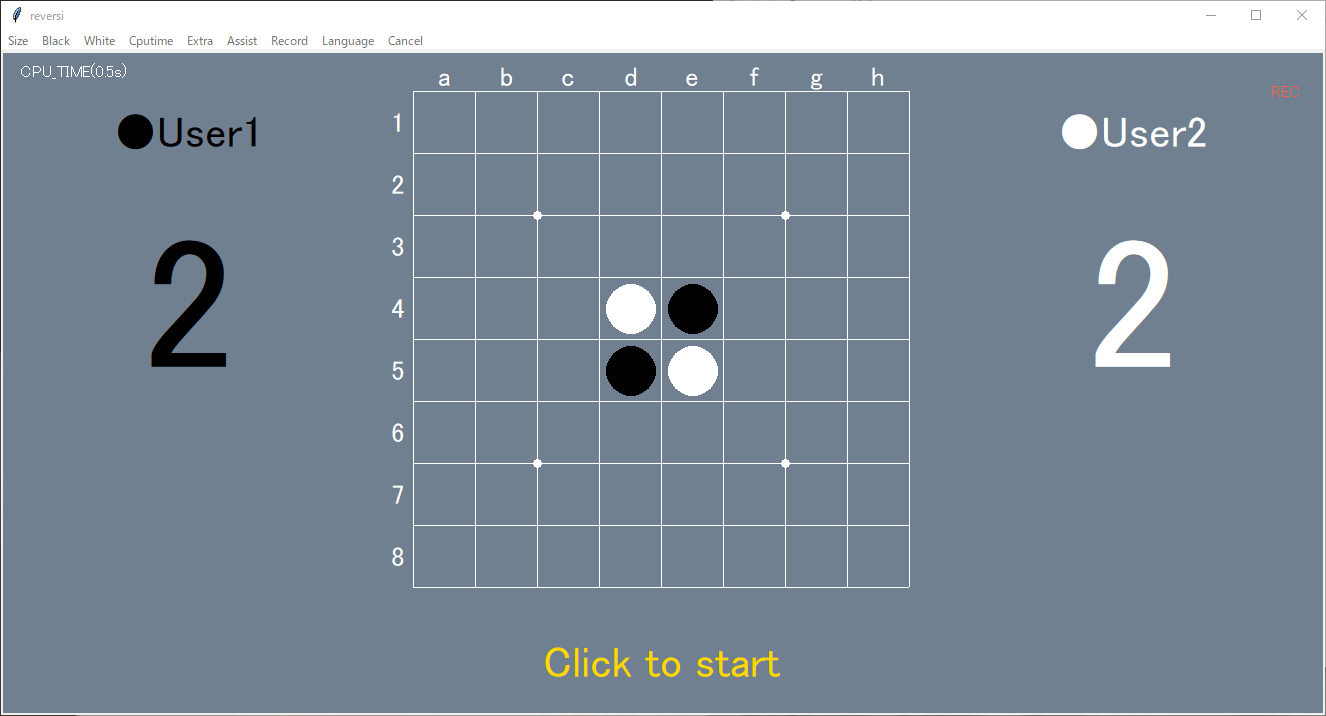 reversi
Size Black White Cputime Extra Assist Record Language Cancel
CPU_TIME(0.5s)
a b c d e f g h
REC
User1
User2
1
2
3
4
5
6
7
8
2
2
Click to start